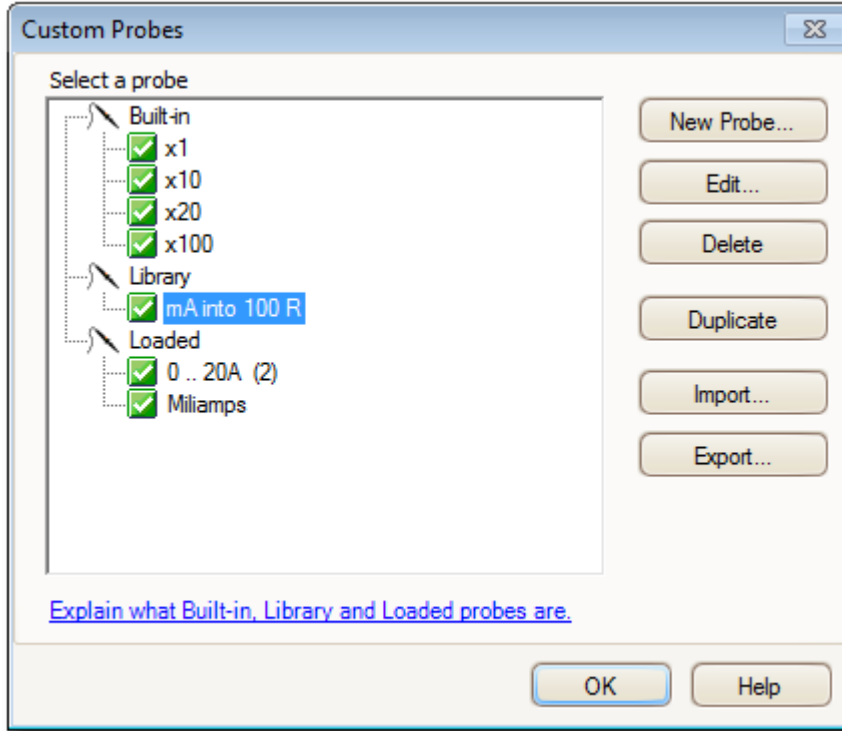 Custom Probes
Select a probe
Built-in
x1
x10
x20
x100
Library
mA into 100 R
Loaded
0 .. 20A (2)
Miliamps
New Probe...
Edit...
Delete
Duplicate
Import...
Export...
Explain what Built-in, Library and Loaded probes are.
OK
Help